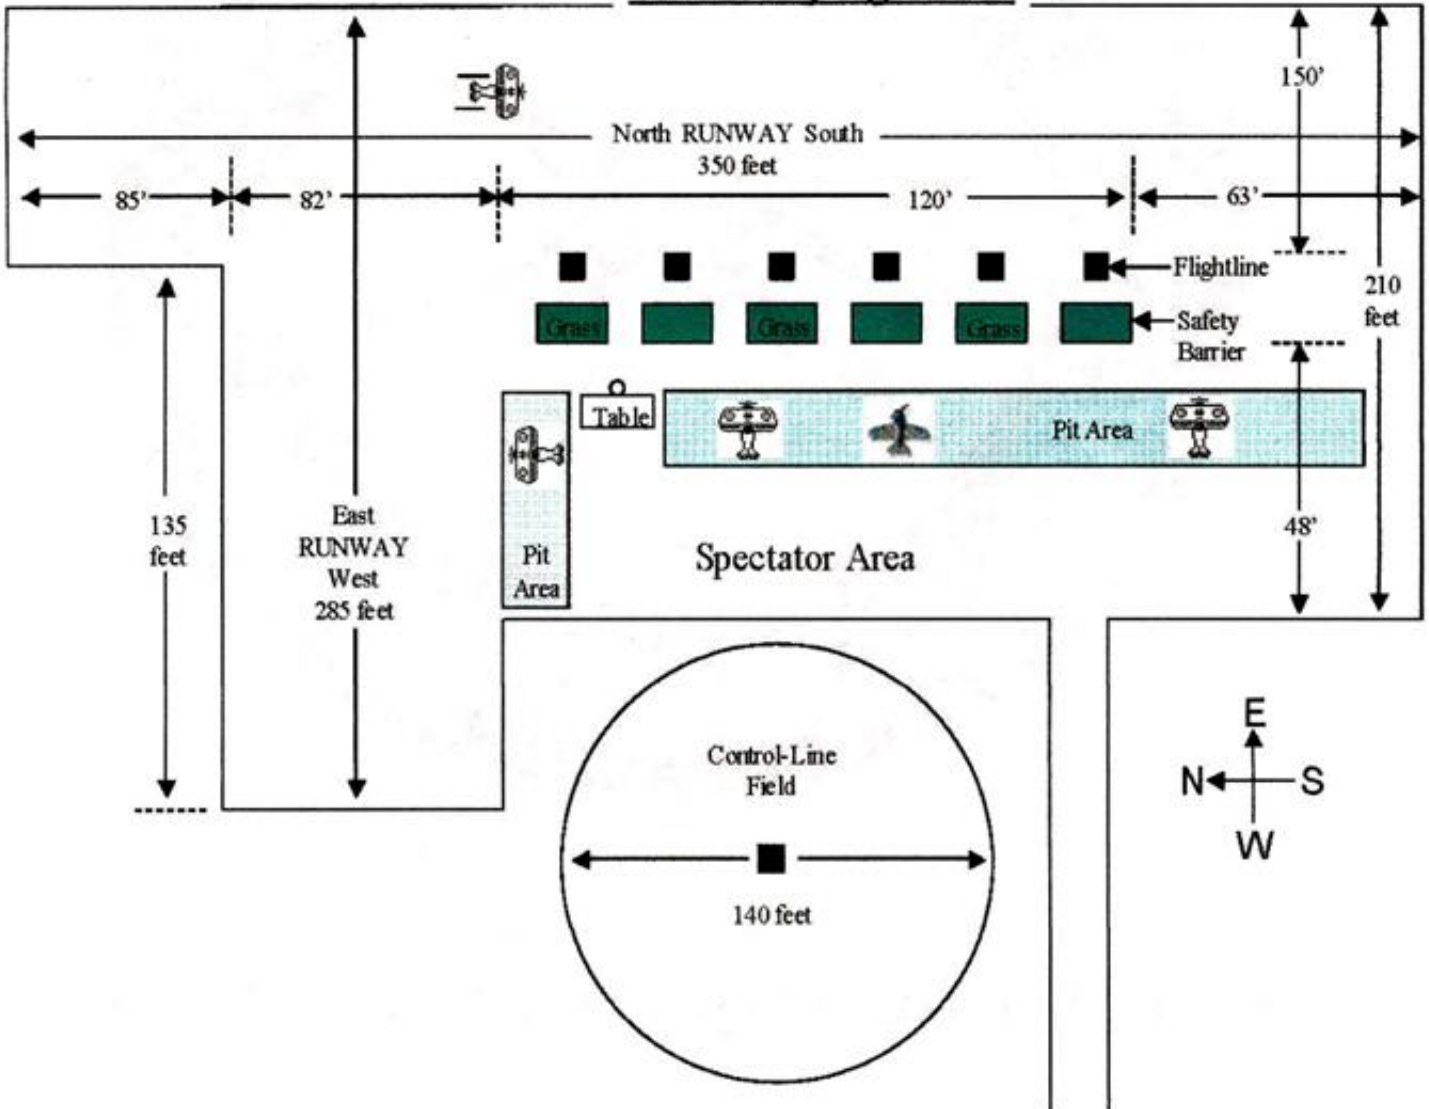 150'
North RUNWAY South
350 feet
85'
82'
120'
63'
Flightline
210
feet
Grass
Grass
Grass
Safety
Barrier
Table
Pit Area
135
feet
East
RUNWAY
West
285 feet
Pit
Area
Spectator Area
48'
Control-Line
Field
140 feet
E
N
S
W